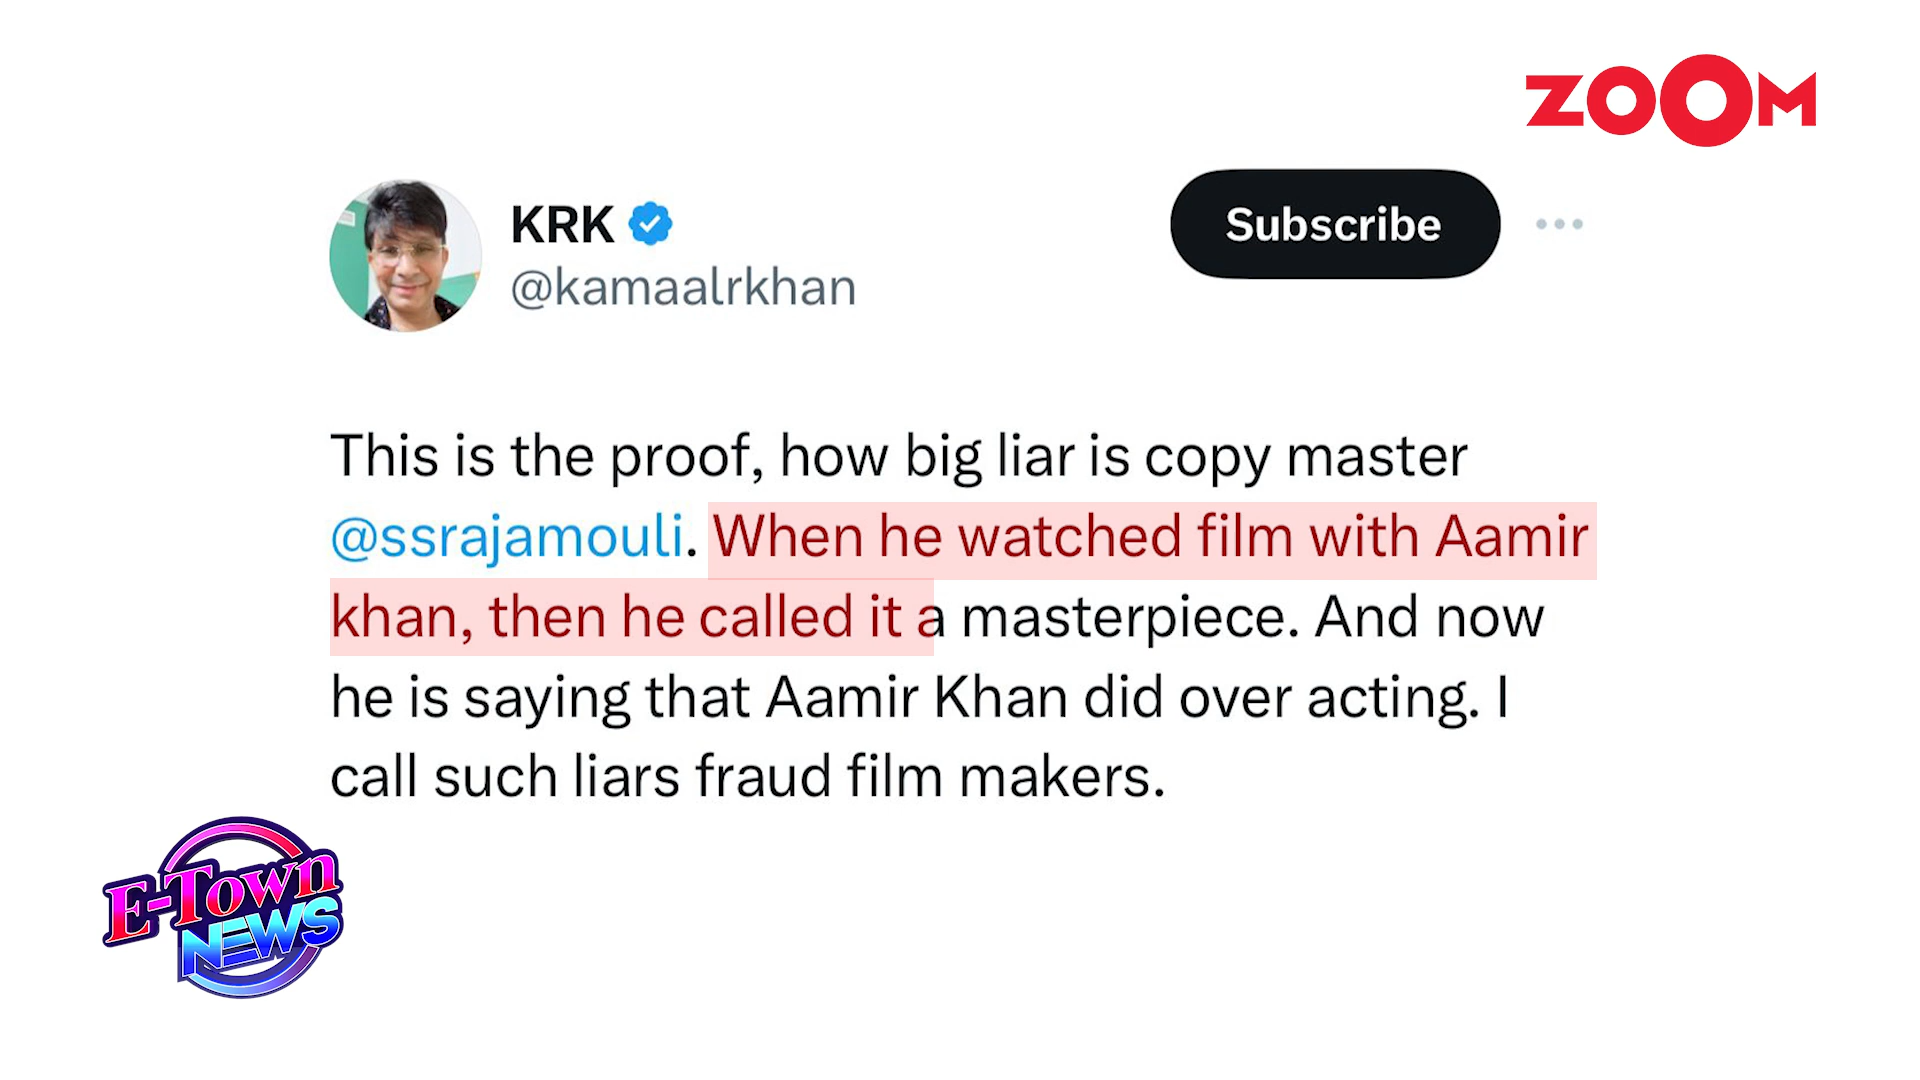 ZOOM
KRK
@kamaalrkhan
Subscribe
This is the proof, how big liar is copy master
@ssrajamouli. When he watched film with Aamir
khan, then he called it a masterpiece. And now
he is saying that Aamir Khan did over acting. I
call such liars fraud film makers.
E-Town
NEWS